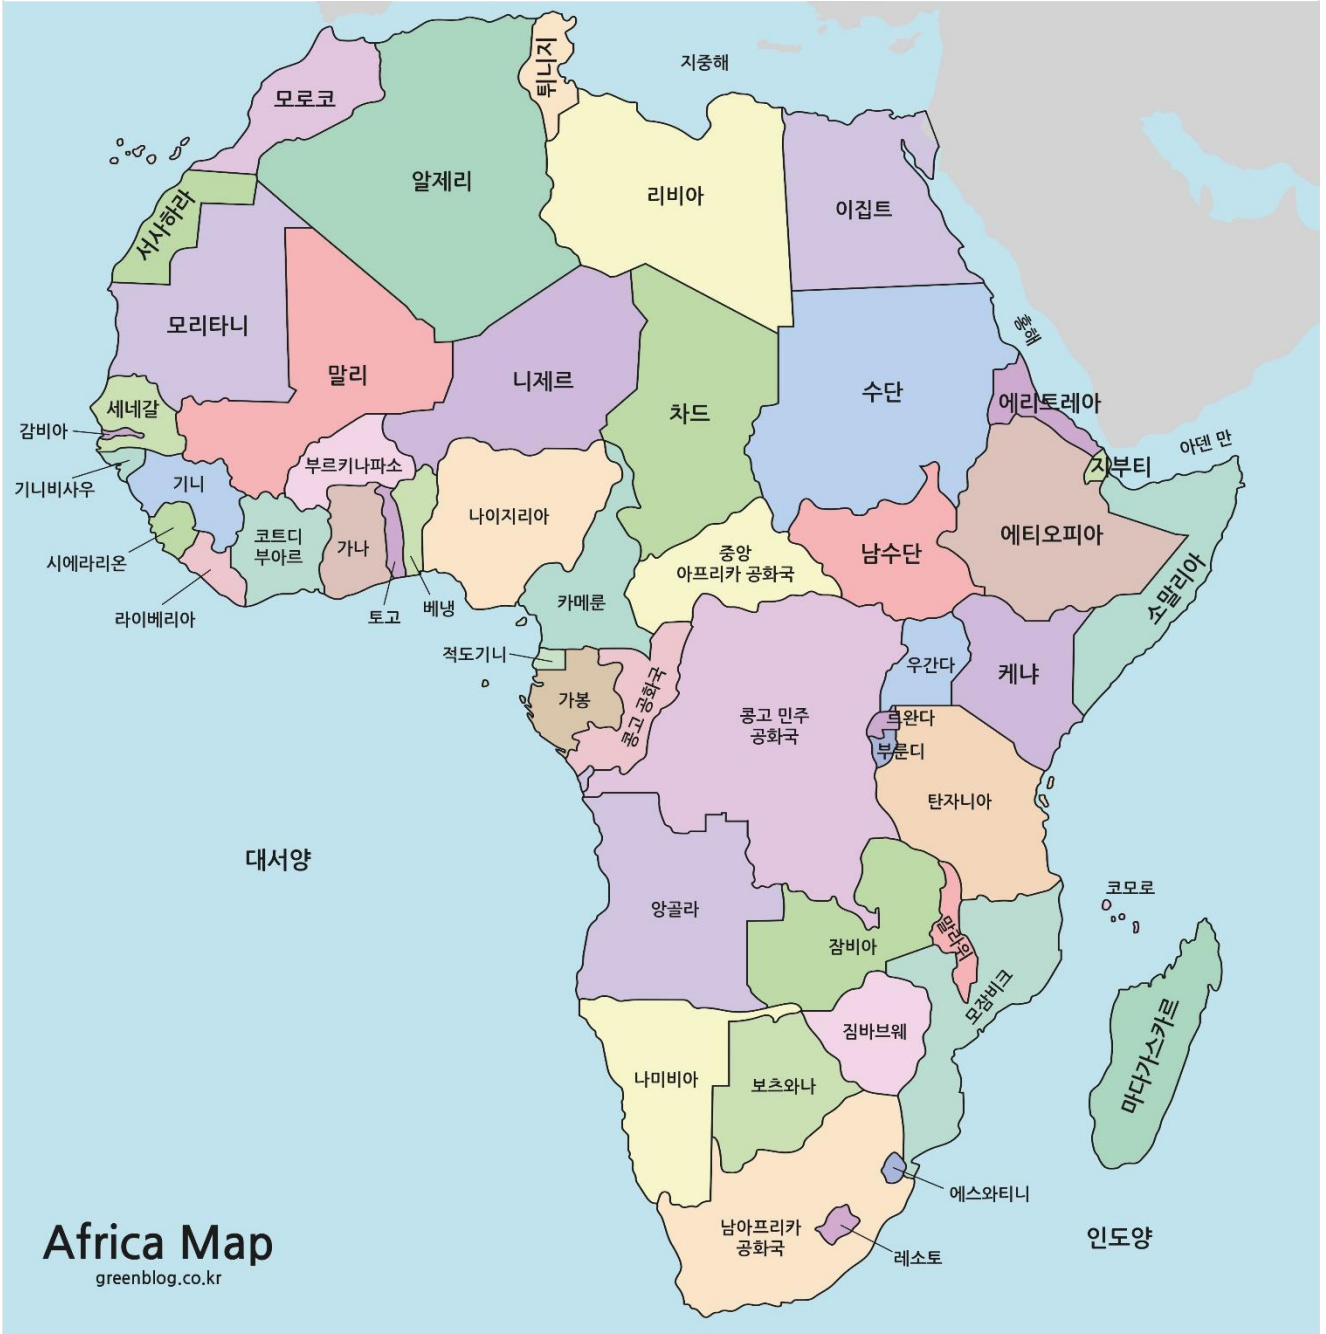 지중해
튀니지
모로코
알제리
리비아
이집트
서사하라
모리타니
말리
니제르
차드
수단
홍해
에리트레아
세네갈
감비아
아덴 만
지부티
부르키나파소
기니비사우
기니
나이지리아
코트디
부아르
가나
중앙
아프리카 공화국
남수단
에티오피아
시에라리온
소말리아
라이베리아
토고
베냉
카메룬
적도기니
우간다
케냐
가봉
콩고 공화국
콩고 민주
공화국
르완다
부룬디
탄자니아
대서양
코모로
앙골라
잠비아
말라위
모잠비크
짐바브웨
마다가스카르
나미비아
보츠와나
에스와티니
남아프리카
공화국
레소토
인도양
Africa Map
greenblog.co.kr